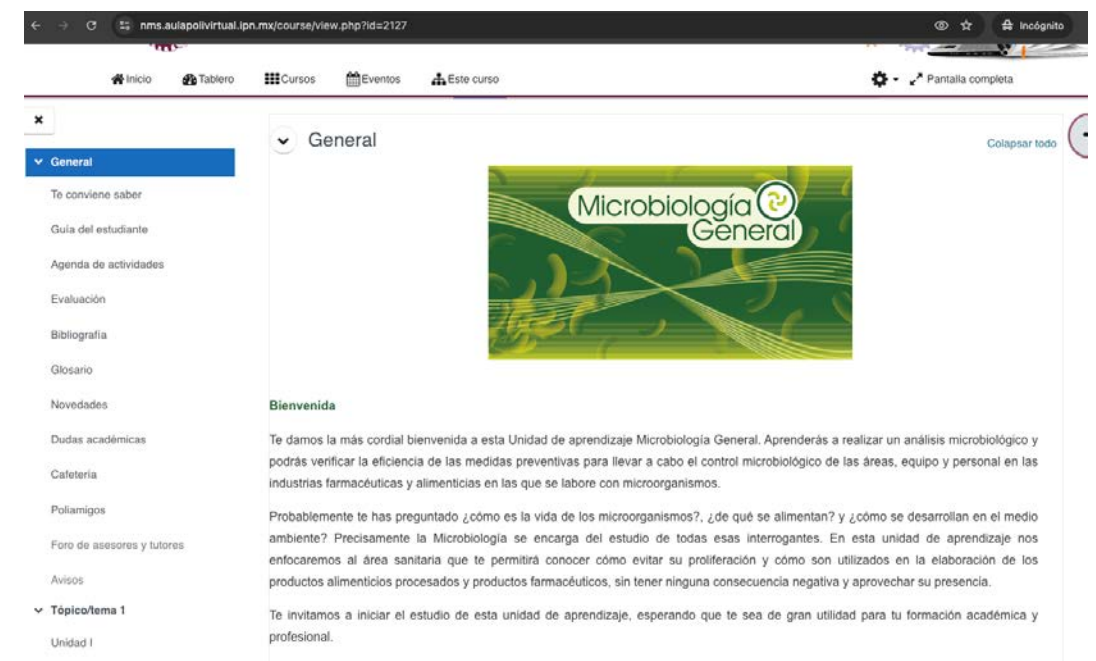 nms.aulapolivirtual.ipn.mx/course/view.php?id=2127
Incógnito
Inicio
Tablero
Cursos
Eventos
Este curso
Pantalla completa
General
Te conviene saber
Guía del estudiante
Agenda de actividades
Evaluación
Bibliografía
Glosario
Novedades
Dudas académicas
Cafetería
Poliamigos
Foro de asesores y tutores
Avisos
Tópico/tema 1
Unidad I
General
Colapsar todo
Microbiología
General
Bienvenida
Te damos la más cordial bienvenida a esta Unidad de aprendizaje Microbiología General. Aprenderás a realizar un análisis microbiológico y
podrás verificar la eficiencia de las medidas preventivas para llevar a cabo el control microbiológico de las áreas, equipo y personal en las
industrias farmacéuticas y alimenticias en las que se labore con microorganismos.
Probablemente te has preguntado ¿cómo es la vida de los microorganismos?, ¿de qué se alimentan? y ¿cómo se desarrollan en el medio
ambiente? Precisamente la Microbiología se encarga del estudio de todas esas interrogantes. En esta unidad de aprendizaje nos
enfocaremos al área sanitaria que te permitirá conocer cómo evitar su proliferación y cómo son utilizados en la elaboración de los
productos alimenticios procesados y productos farmacéuticos, sin tener ninguna consecuencia negativa y aprovechar su presencia.
Te invitamos a iniciar el estudio de esta unidad de aprendizaje, esperando que te sea de gran utilidad para tu formación académica y
profesional.